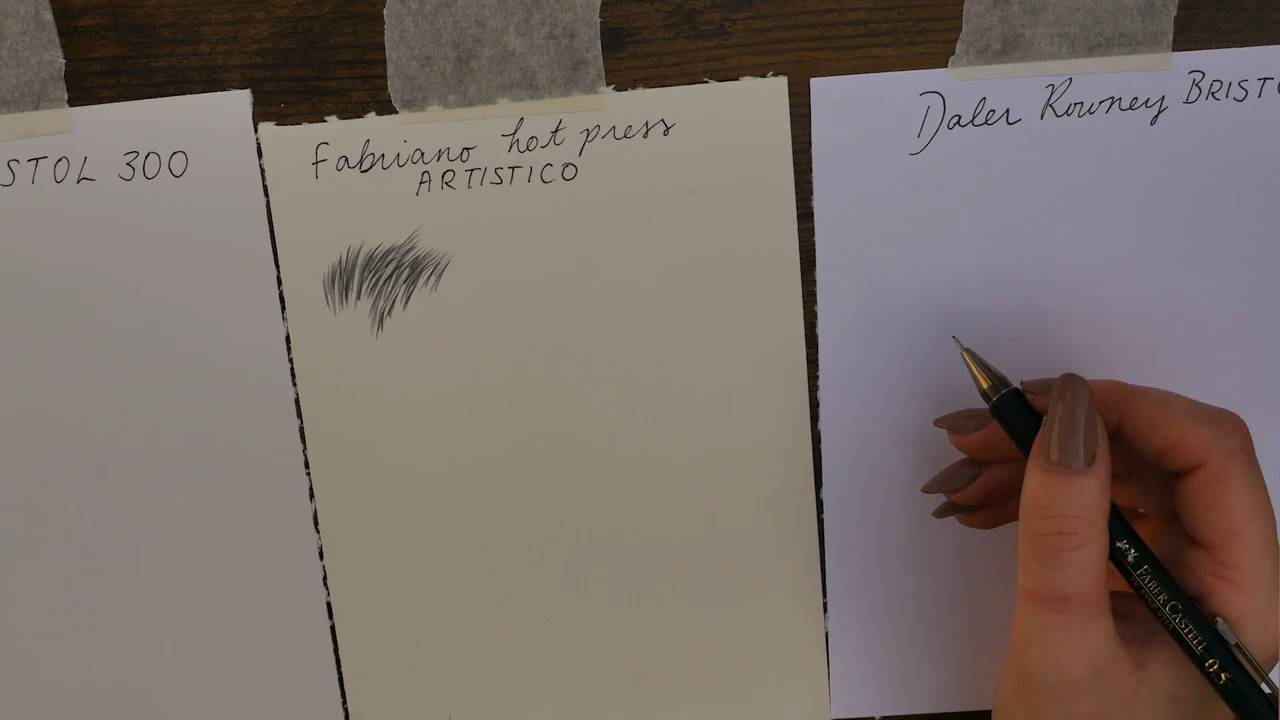 STOL 300
Fabriano hot press
ARTISTICO
Daler Rowney BRIST
FABER CASTELL 0.5